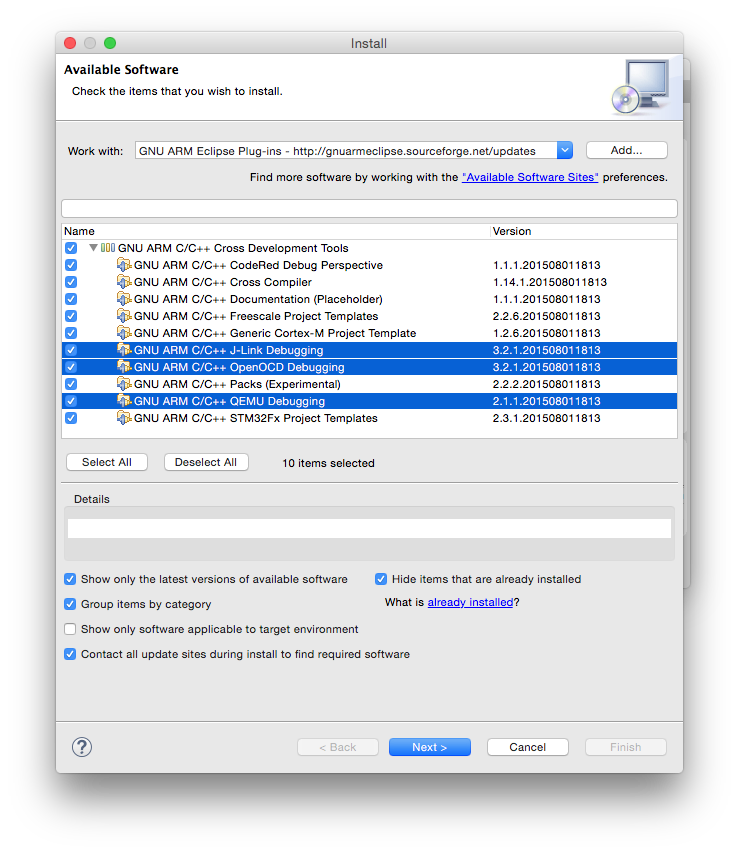 Install
Available Software
Check the items that you wish to install.
Work with: GNU ARM Eclipse Plug-ins - http://gnuarmeclipse.sourceforge.net/updates Add...
Find more software by working with the "Available Software Sites" preferences.
Name Version
GNU ARM C/C++ Cross Development Tools
GNU ARM C/C++ CodeRed Debug Perspective 1.1.1.201508011813
GNU ARM C/C++ Cross Compiler 1.14.1.201508011813
GNU ARM C/C++ Documentation (Placeholder) 1.1.1.201508011813
GNU ARM C/C++ Freescale Project Templates 2.2.6.201508011813
GNU ARM C/C++ Generic Cortex-M Project Template 1.2.6.201508011813
GNU ARM C/C++ J-Link Debugging 3.2.1.201508011813
GNU ARM C/C++ OpenOCD Debugging 3.2.1.201508011813
GNU ARM C/C++ Packs (Experimental) 2.2.2.201508011813
GNU ARM C/C++ QEMU Debugging 2.1.1.201508011813
GNU ARM C/C++ STM32Fx Project Templates 2.3.1.201508011813
Select All Deselect All 10 items selected
Details
Show only the latest versions of available software Hide items that are already installed
Group items by category What is already installed?
Show only software applicable to target environment
Contact all update sites during install to find required software
? < Back Next > Cancel Finish